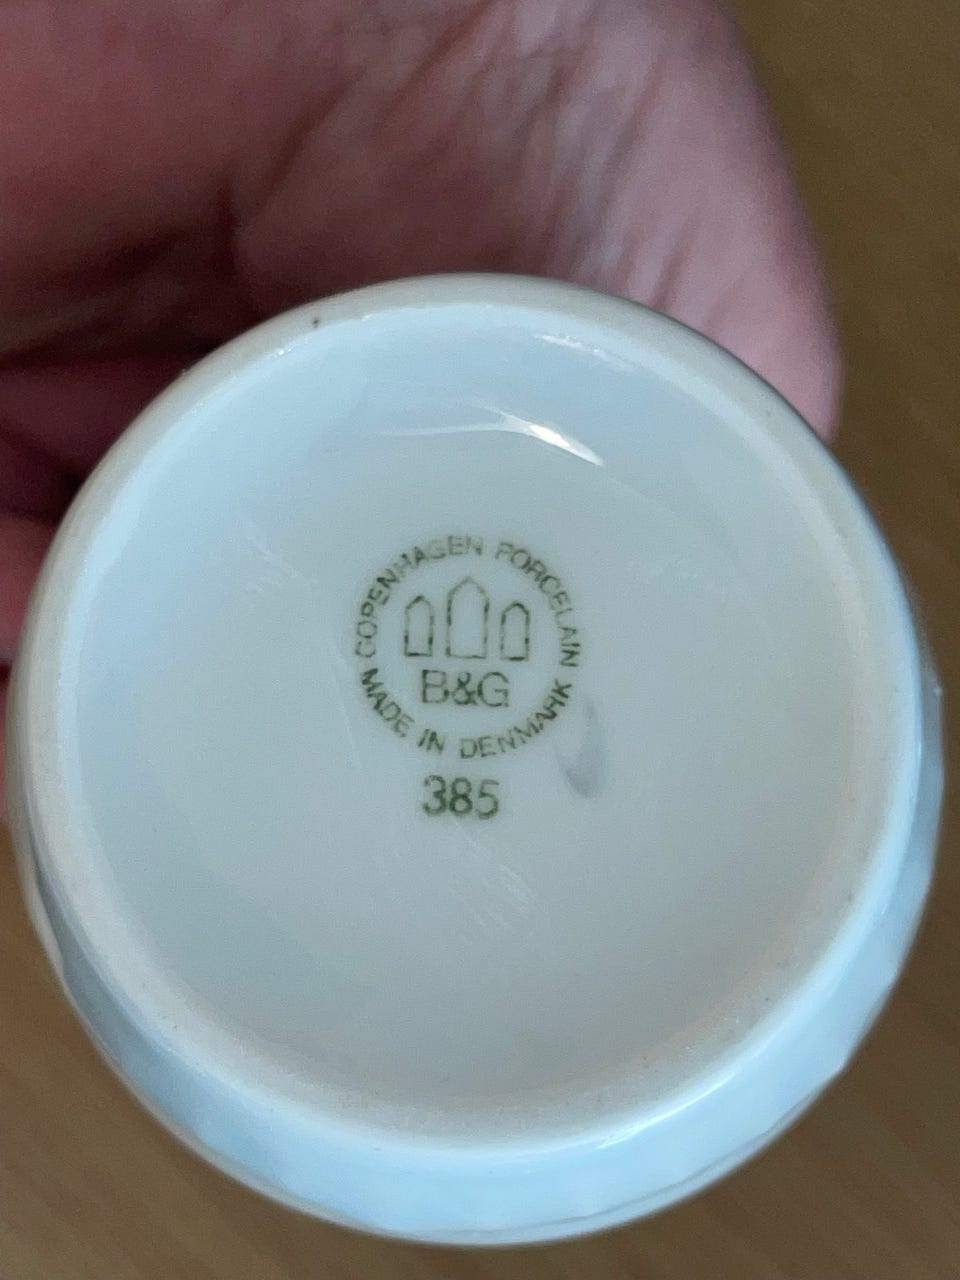 COPENHAGEN PORCELAIN
B&G
MADE IN DENMARK
385